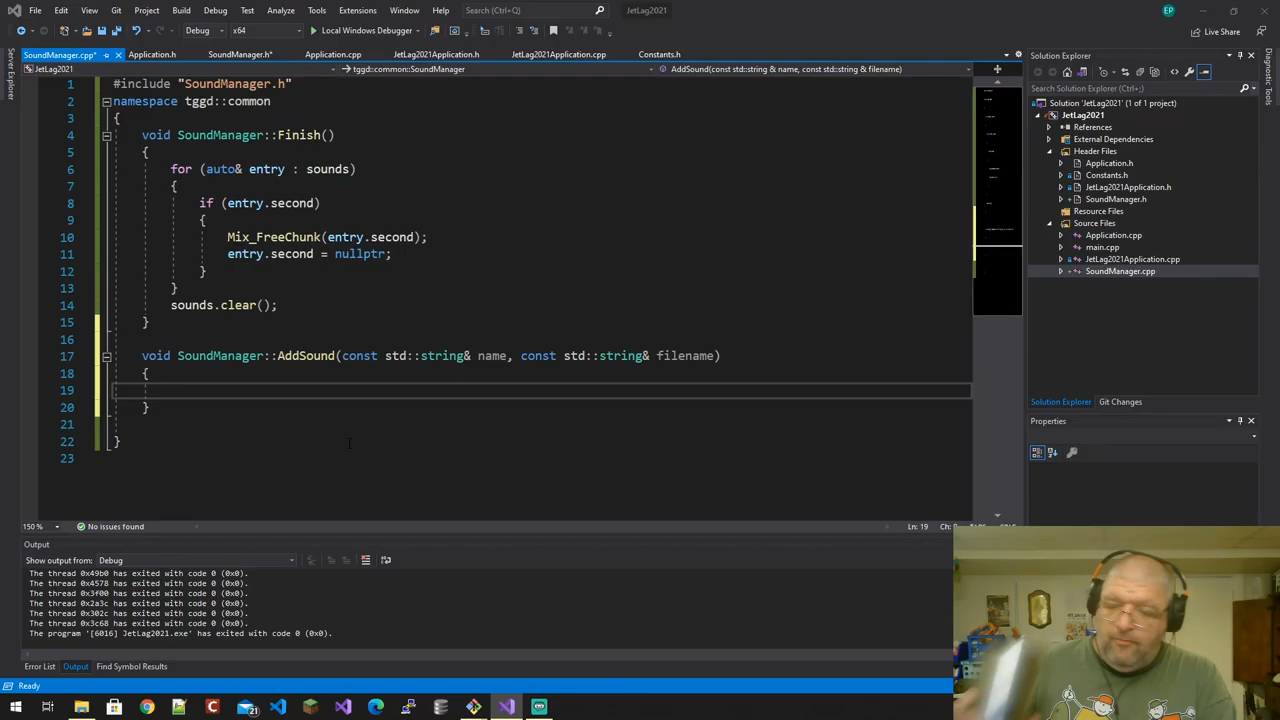 File Edit View Git Project Build Debug Test Analyze Tools Extensions Window Help Search (Ctrl+;) JetLag2021 EP
Debug x64 Local Windows Debugger Live Share
SoundManager.cpp* Application.h SoundManager.h* Application.cpp JetLag2021Application.h JetLag2021Application.cpp Constants.h
JetLag2021 tggd::common::SoundManager AddSound(const std::string & name, const std::string & filename)
Server Explorer
Toolbox
Diagnostic Tools
1 #include "SoundManager.h"
2 namespace tggd::common
3 {
4 void SoundManager::Finish()
5 {
6 for (auto& entry : sounds)
7 {
8 if (entry.second)
9 {
10 Mix_FreeChunk(entry.second);
11 entry.second = nullptr;
12 }
13 }
14 sounds.clear();
15 }
16
17 void SoundManager::AddSound(const std::string& name, const std::string& filename)
18 {
19
20 }
21
22 }
23
150 % No issues found Ln: 19
Output
Show output from: Debug
The thread 0x49b0 has exited with code 0 (0x0).
The thread 0x4578 has exited with code 0 (0x0).
The thread 0x3f00 has exited with code 0 (0x0).
The thread 0x2a3c has exited with code 0 (0x0).
The thread 0x302c has exited with code 0 (0x0).
The thread 0x3c68 has exited with code 0 (0x0).
The program '[6016] JetLag2021.exe' has exited with code 0 (0x0).
Error List Output Find Symbol Results
Ready
21
Solution Explorer
Search Solution Explorer (Ctrl+;)
Solution 'JetLag2021' (1 of 1 project)
JetLag2021
References
External Dependencies
Header Files
Application.h
Constants.h
JetLag2021Application.h
SoundManager.h
Resource Files
Source Files
Application.cpp
main.cpp
JetLag2021Application.cpp
SoundManager.cpp
Solution Explorer Git Changes
Properties